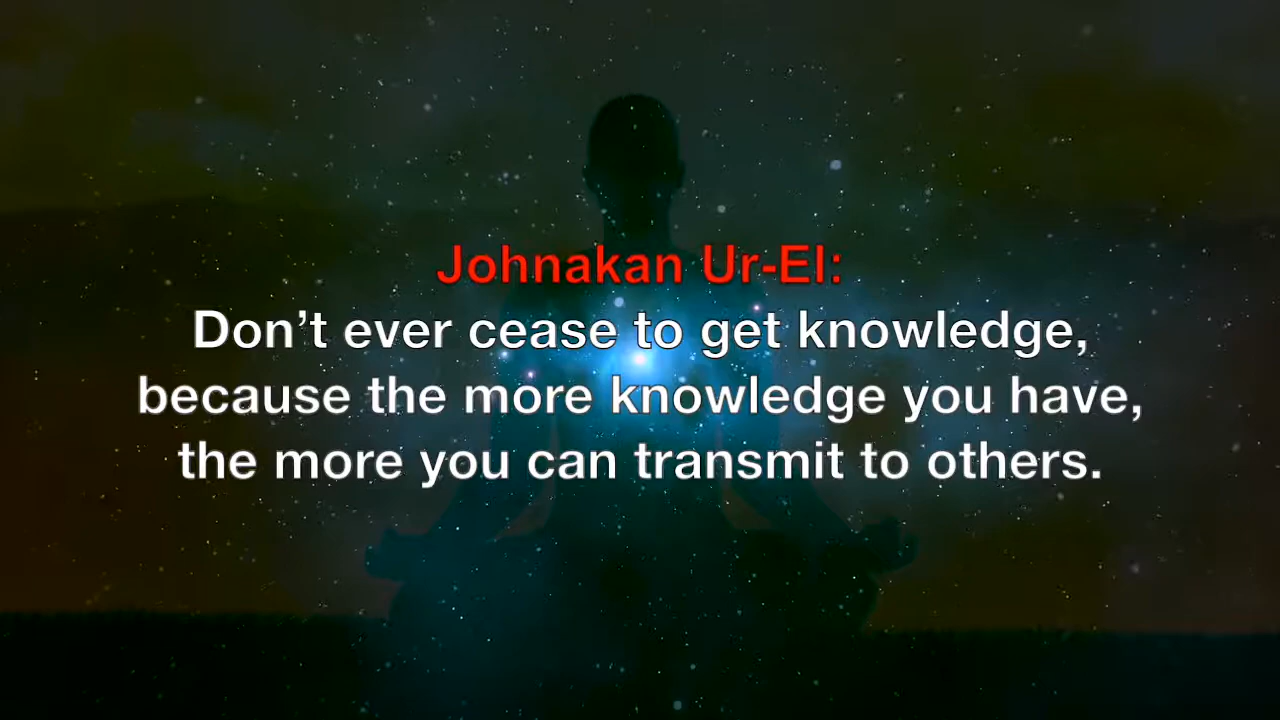 Johnakan Ur-El:
Don’t ever cease to get knowledge,
because the more knowledge you have,
the more you can transmit to others.